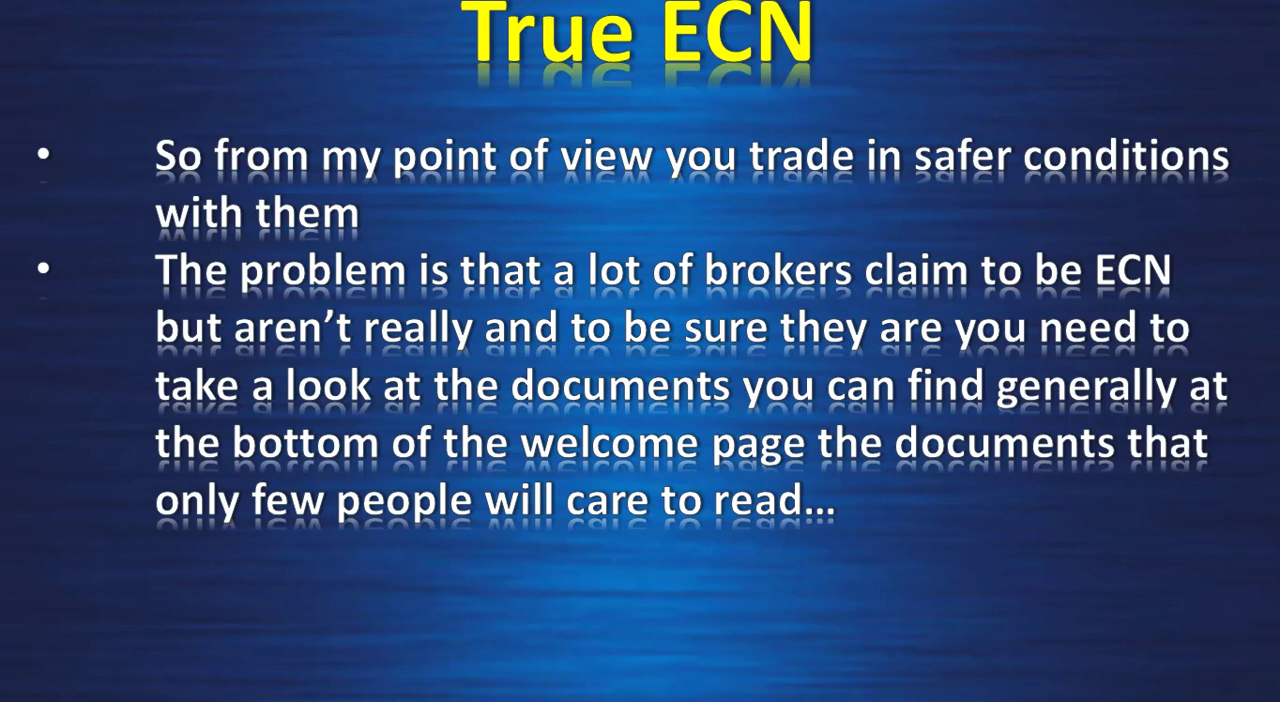 True ECN
• So from my point of view you trade in safer conditions
with them
• The problem is that a lot of brokers claim to be ECN
but aren’t really and to be sure they are you need to
take a look at the documents you can find generally at
the bottom of the welcome page the documents that
only few people will care to read…